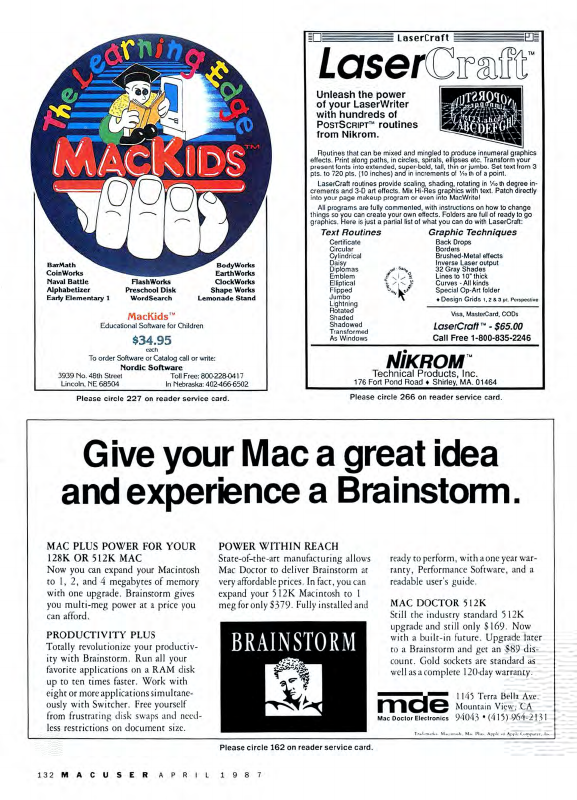 The Learning Edge
MACKIDS™
BarMath
CoinWorks
Naval Battle
Alphabetizer
Early Elementary 1
FlashWorks
Preschool Disk
WordSearch
BodyWorks
EarthWorks
ClockWorks
Shape Works
Lemonade Stand
MacKids™
Educational Software for Children
$34.95
each
To order Software or Catalog call or write:
Nordic Software
3939 No. 48th Street
Lincoln, NE 68504
Toll Free: 800-228-0417
In Nebraska: 402-466-6502
Please circle 227 on reader service card.
LaserCraft
LaserCraft™
Unleash the power
of your LaserWriter
with hundreds of
POSTSCRIPT™ routines
from Nikrom.
Routines that can be mixed and mingled to produce innumeral graphics
effects. Print along paths, in circles, spirals, ellipses etc. Transform your
present fonts into extended, super-bold, tall, thin or jumbo. Set text from 3
pts. to 720 pts. (10 inches) and in increments of 1/10 th of a point.
LaserCraft routines provide scaling, shading, rotating in 1/10 th degree in-
crements and 3-D art effects. Mix Hi-Res graphics with text. Patch directly
into your page makeup program or even into MacWrite!
All programs are fully commented, with instructions on how to change
things so you can create your own effects. Folders are full of ready to go
graphics. Here is just a partial list of what you can do with LaserCraft:
Text Routines
Certificate
Circular
Cylindrical
Daisy
Diplomas
Emblem
Elliptical
Flipped
Jumbo
Lightning
Rotated
Shaded
Shadowed
Transformed
As Windows
Graphic Techniques
Back Drops
Borders
Brushed-Metal effects
Inverse Laser output
32 Gray Shades
Lines to 10" thick
Curves - All kinds
Special Op-Art folder
♦ Design Grids 1, 2 & 3 pt. Perspective
Visa, MasterCard, CODs
LaserCraft™ - $65.00
Call Free 1-800-835-2246
NIKROM™
Technical Products, Inc.
176 Fort Pond Road ♦ Shirley, MA. 01464
Please circle 266 on reader service card.
Give your Mac a great idea
and experience a Brainstorm.
MAC PLUS POWER FOR YOUR
128K OR 512K MAC
Now you can expand your Macintosh
to 1, 2, and 4 megabytes of memory
with one upgrade. Brainstorm gives
you multi-meg power at a price you
can afford.
PRODUCTIVITY PLUS
Totally revolutionize your productiv-
ity with Brainstorm. Run all your
favorite applications on a RAM disk
up to ten times faster. Work with
eight or more applications simultane-
ously with Switcher. Free yourself
from frustrating disk swaps and need-
less restrictions on document size.
POWER WITHIN REACH
State-of-the-art manufacturing allows
Mac Doctor to deliver Brainstorm at
very affordable prices. In fact, you can
expand your 512K Macintosh to 1
meg for only $379. Fully installed and
BRAINSTORM
ready to perform, with a one year war-
ranty, Performance Software, and a
readable user's guide.
MAC DOCTOR 512K
Still the industry standard 512K
upgrade and still only $169. Now
with a built-in future. Upgrade later
to a Brainstorm and get an $89 dis-
count. Gold sockets are standard as
well as a complete 120-day warranty.
mde
Mac Doctor Electronics
1145 Terra Bella Ave.
Mountain View, CA
94043 • (415) 964-2131
Trademarks: Macintosh, Mac Plus, Apple of Apple Computer, Inc.
Please circle 162 on reader service card.
132 MACUSER APRIL 1987